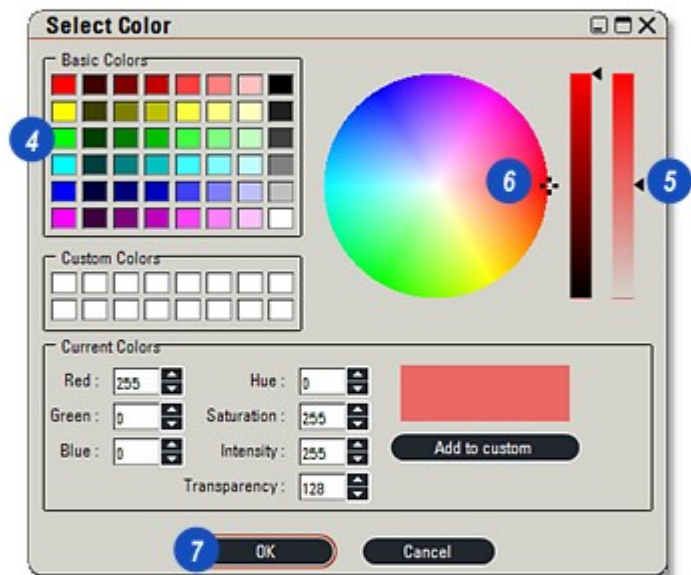 Select Color
Basic Colors
4
6
5
Custom Colors
Current Colors
Red : 255 Hue : 0
Green : 0 Saturation : 255
Blue : 0 Intensity : 255 Add to custom
Transparency : 128
7 OK Cancel